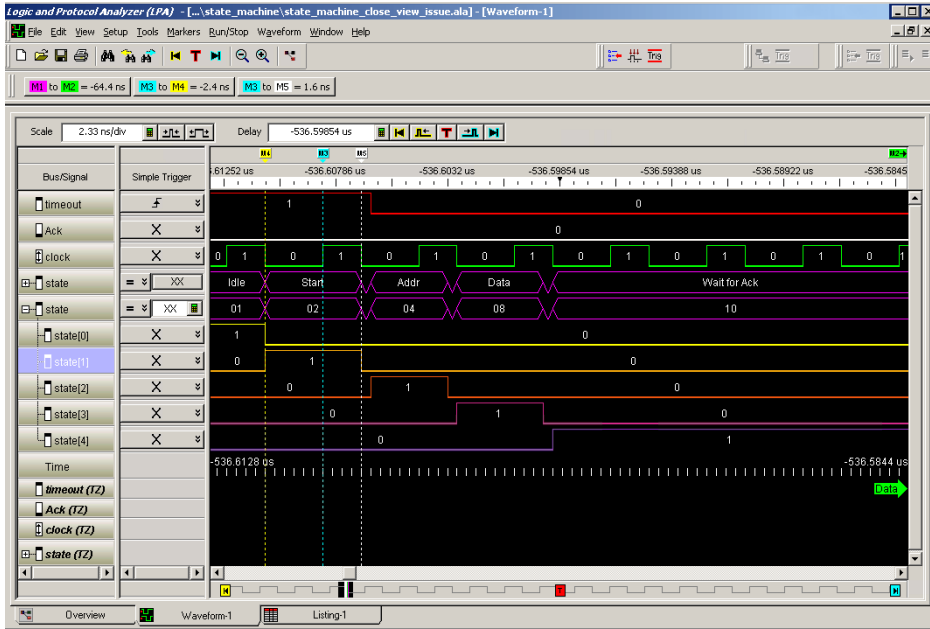 Logic and Protocol Analyzer (LPA) - [...\state_machine\state_machine_close_view_issue.ala] - [Waveform-1]
File Edit View Setup Tools Markers Run/Stop Waveform Window Help
T Trig Trig Trig
M1 to M2 = -64.4 ns M3 to M4 = -2.4 ns M3 to M5 = 1.6 ns
Scale 2.33 ns/div Delay -536.59854 us T
M4 M3 M5 M2
Bus/Signal Simple Trigger .61252 us -536.60786 us -536.6032 us -536.59854 us -536.59388 us -536.58922 us -536.5845
timeout 1 0
Ack X 0
clock X 0 1 0 1 0 1 0 1 0 1 0 1 0 1 0 1
state = XX Idle Start Addr Data Wait for Ack
state = XX 01 02 04 08 10
state[0] X 1 0
state[1] X 0 1 0
state[2] X 0 1 0
state[3] X 0 1 0
state[4] X 0 1
Time -536.6128 us -536.5844 us
timeout (TZ) Data
Ack (TZ)
clock (TZ)
state (TZ)
T
Overview Waveform-1 Listing-1